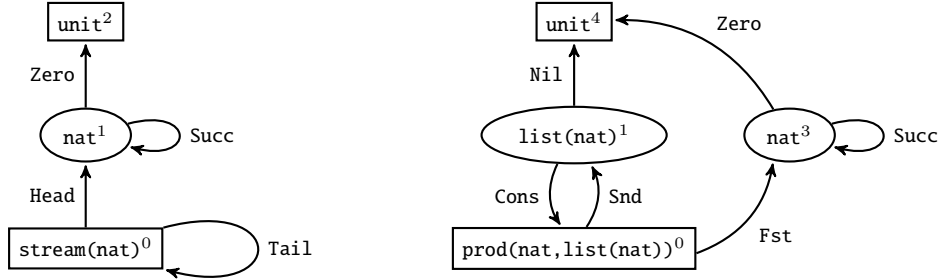 unit²
Zero
nat¹
Succ
Head
stream(nat)⁰
Tail
unit⁴
Zero
Nil
list(nat)¹
nat³
Succ
Cons
Snd
Fst
prod(nat,list(nat))⁰